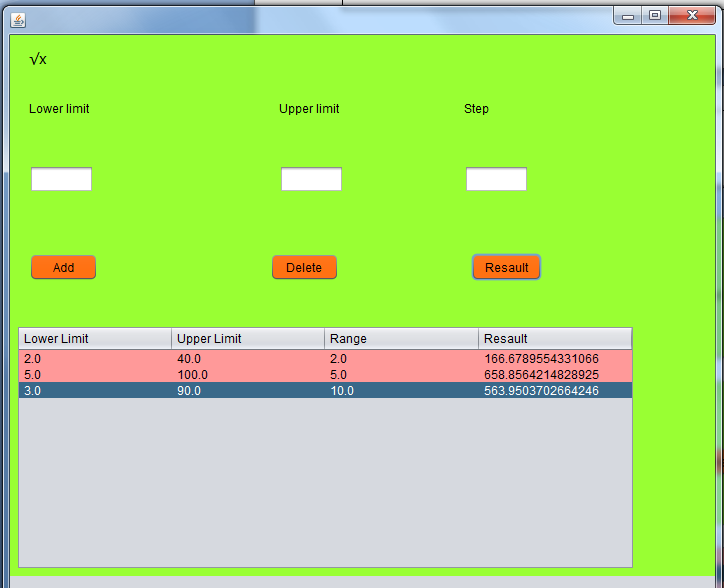 √x
Lower limit Upper limit Step
Add Delete Resault
Lower Limit Upper Limit Range Resault
2.0 40.0 2.0 166.6789554331066
5.0 100.0 5.0 658.8564214828925
3.0 90.0 10.0 563.9503702664246